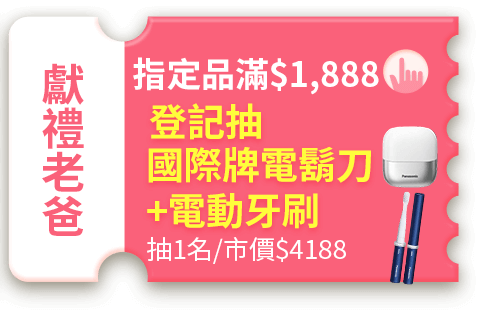 獻禮老爸
指定品滿$1,888
登記抽
國際牌電鬍刀
+電動牙刷
抽1名/市價$4188
Panasonic